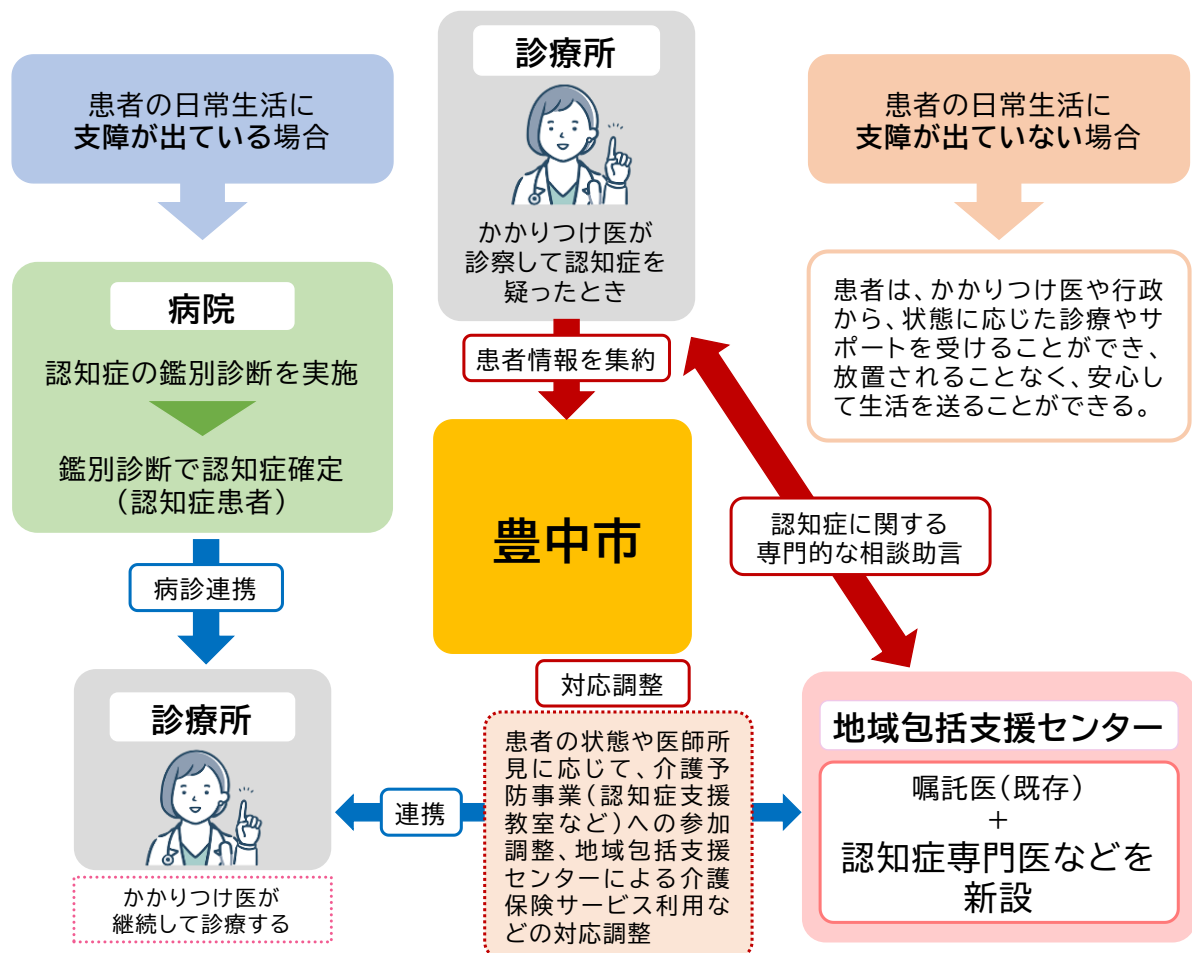 診療所
かかりつけ医が
診察して認知症を
疑ったとき
患者の日常生活に
支障が出ている場合
病院
認知症の鑑別診断を実施
鑑別診断で認知症確定
（認知症患者）
病診連携
診療所
かかりつけ医が
継続して診療する
患者情報を集約
豊中市
対応調整
患者の状態や医師所
見に応じて、介護予
防事業（認知症支援
教室など）への参加
調整、地域包括支援
センターによる介護
保険サービス利用な
どの対応調整
連携
患者の日常生活に
支障が出ていない場合
患者は、かかりつけ医や行政
から、状態に応じた診療やサ
ポートを受けることができ、
放置されることなく、安心し
て生活を送ることができる。
認知症に関する
専門的な相談助言
地域包括支援センター
嘱託医（既存）
＋
認知症専門医などを
新設